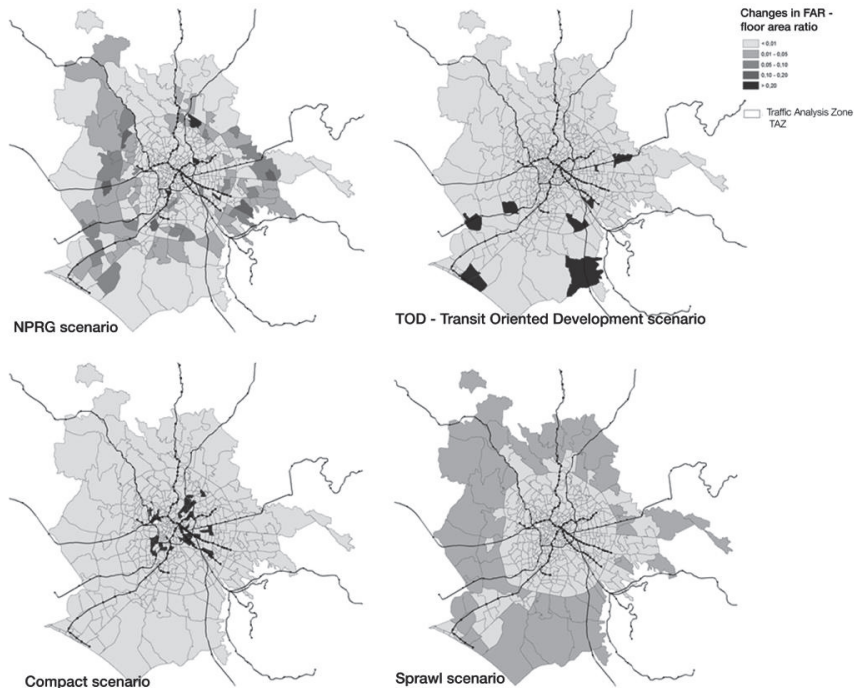 Changes in FAR -
floor area ratio
< 0,01
0,01 - 0,05
0,05 - 0,10
0,10 - 0,20
> 0,20
Traffic Analysis Zone
TAZ
NPRG scenario
TOD - Transit Oriented Development scenario
Compact scenario
Sprawl scenario